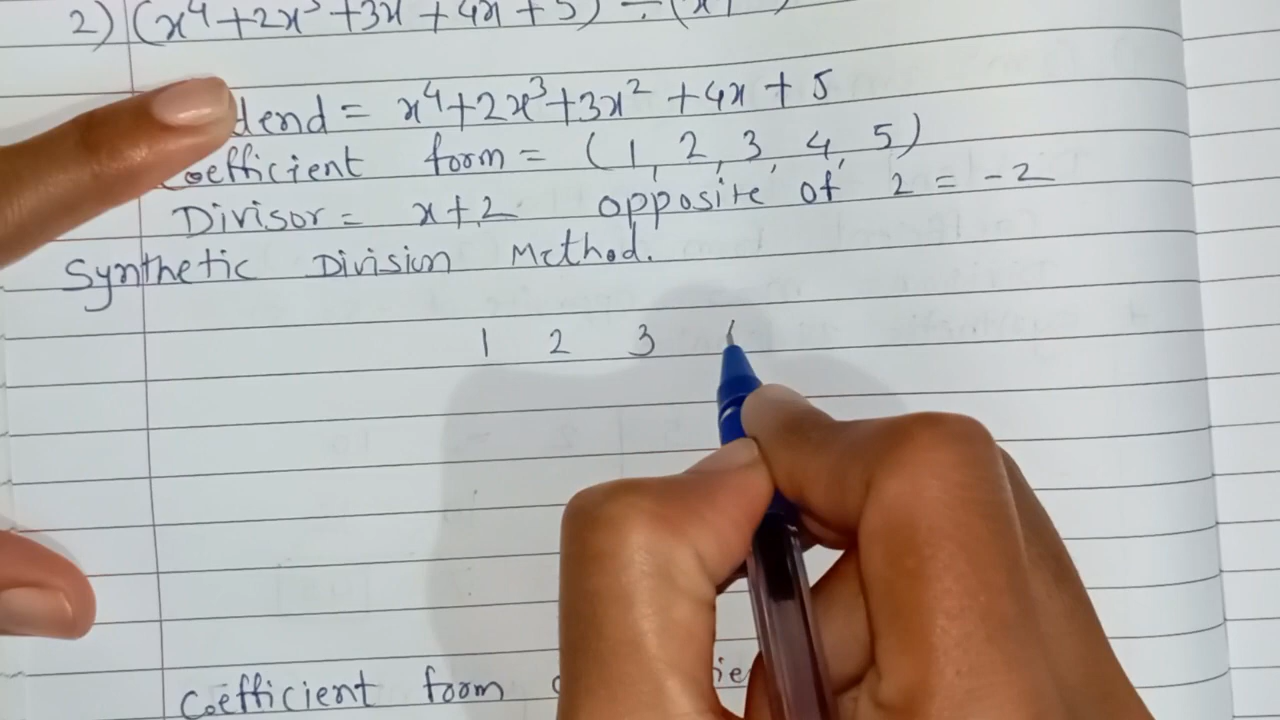 2) (x⁴+2x³+3x+4x+5) ÷ (x
dend = x⁴+2x³+3x²+4x+5
Coefficient form = (1, 2, 3, 4, 5)
Divisor = x+2 opposite of 2 = -2
Synthetic Division Method.
1 2 3
Coefficient form